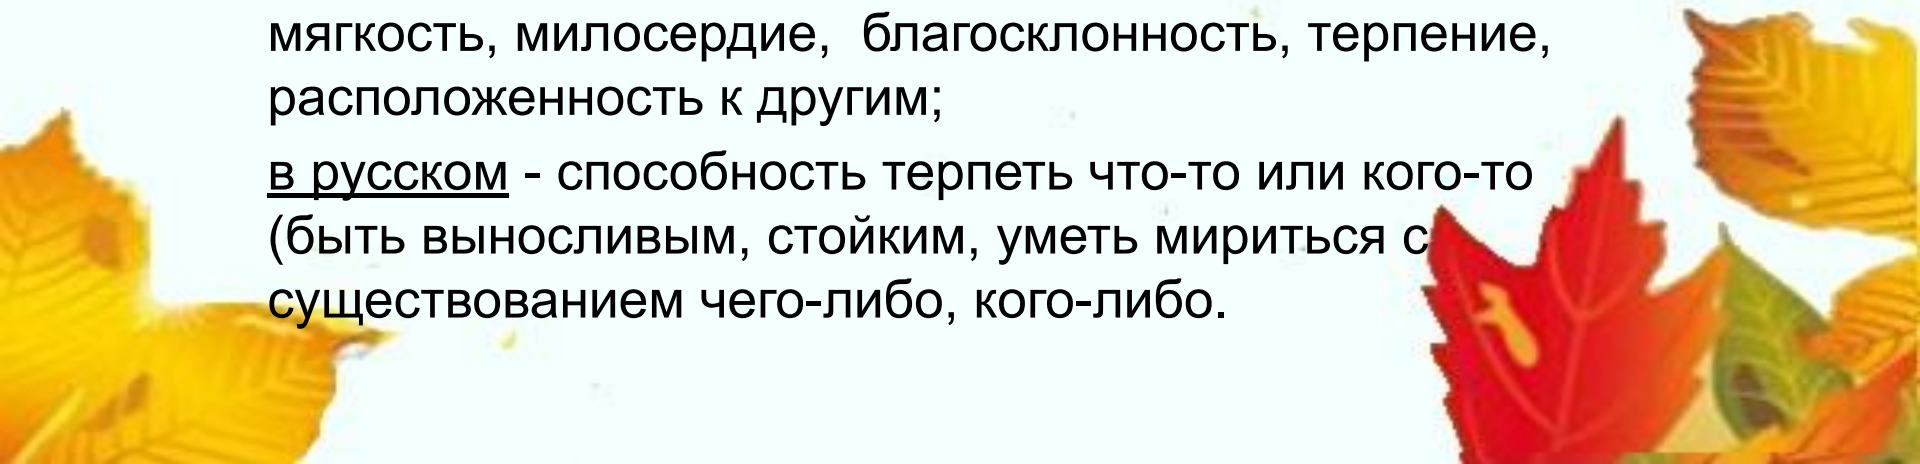 мягкость, милосердие,  благосклонность, терпение,
расположенность к другим;
в русском - способность терпеть что-то или кого-то
(быть выносливым, стойким, уметь мириться с
существованием чего-либо, кого-либо.